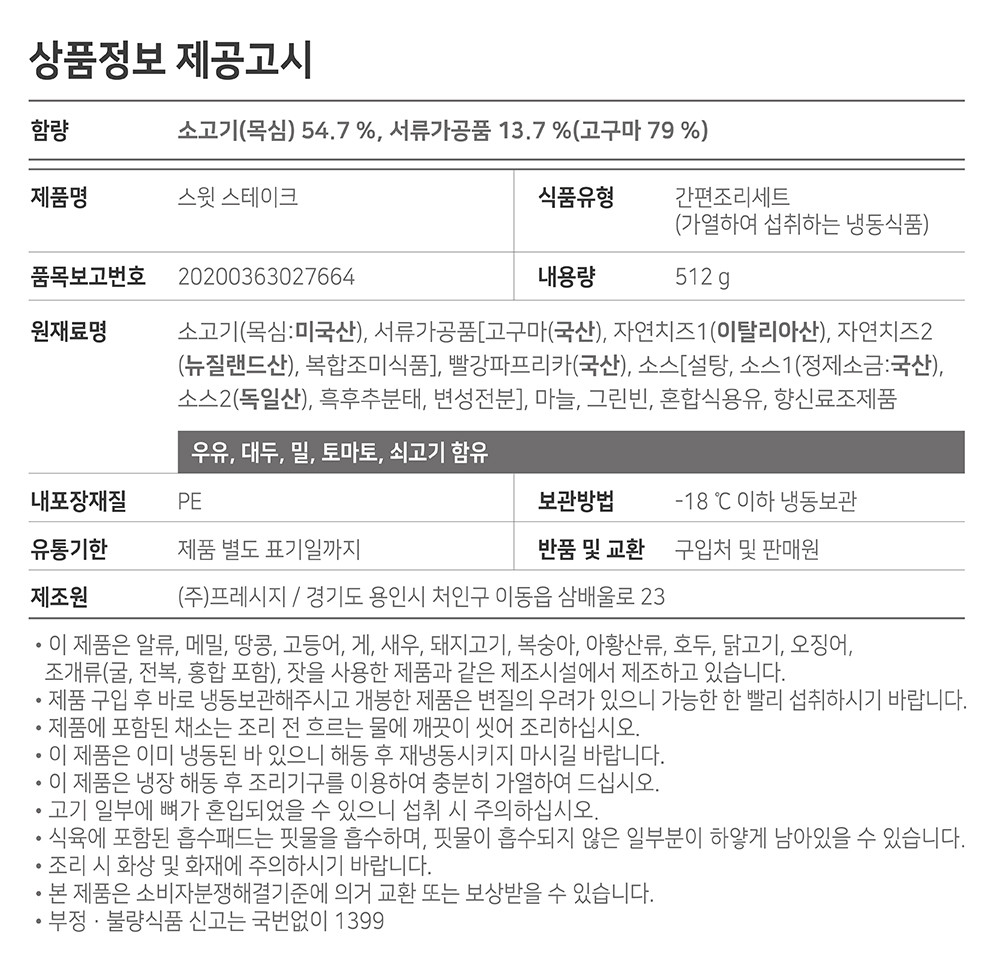 상품정보 제공고시
함량 소고기(목심) 54.7 %, 서류가공품 13.7 %(고구마 79 %)
제품명 스윗 스테이크 식품유형 간편조리세트
(가열하여 섭취하는 냉동식품)
품목보고번호 20200363027664 내용량 512 g
원재료명 소고기(목심:미국산), 서류가공품[고구마(국산), 자연치즈1(이탈리아산), 자연치즈2
(뉴질랜드산), 복합조미식품], 빨강파프리카(국산), 소스[설탕, 소스1(정제소금:국산),
소스2(독일산), 흑후추분태, 변성전분], 마늘, 그린빈, 혼합식용유, 향신료조제품
우유, 대두, 밀, 토마토, 쇠고기 함유
내포장재질 PE 보관방법 -18 ℃ 이하 냉동보관
유통기한 제품 별도 표기일까지 반품 및 교환 구입처 및 판매원
제조원 (주)프레시지 / 경기도 용인시 처인구 이동읍 삼배울로 23
• 이 제품은 알류, 메밀, 땅콩, 고등어, 게, 새우, 돼지고기, 복숭아, 아황산류, 호두, 닭고기, 오징어,
조개류(굴, 전복, 홍합 포함), 잣을 사용한 제품과 같은 제조시설에서 제조하고 있습니다.
• 제품 구입 후 바로 냉동보관해주시고 개봉한 제품은 변질의 우려가 있으니 가능한 한 빨리 섭취하시기 바랍니다.
• 제품에 포함된 채소는 조리 전 흐르는 물에 깨끗이 씻어 조리하십시오.
• 이 제품은 이미 냉동된 바 있으니 해동 후 재냉동시키지 마시길 바랍니다.
• 이 제품은 냉장 해동 후 조리기구를 이용하여 충분히 가열하여 드십시오.
• 고기 일부에 뼈가 혼입되었을 수 있으니 섭취 시 주의하십시오.
• 식육에 포함된 흡수패드는 핏물을 흡수하며, 핏물이 흡수되지 않은 일부분이 하얗게 남아있을 수 있습니다.
• 조리 시 화상 및 화재에 주의하시기 바랍니다.
• 본 제품은 소비자분쟁해결기준에 의거 교환 또는 보상받을 수 있습니다.
• 부정 · 불량식품 신고는 국번없이 1399